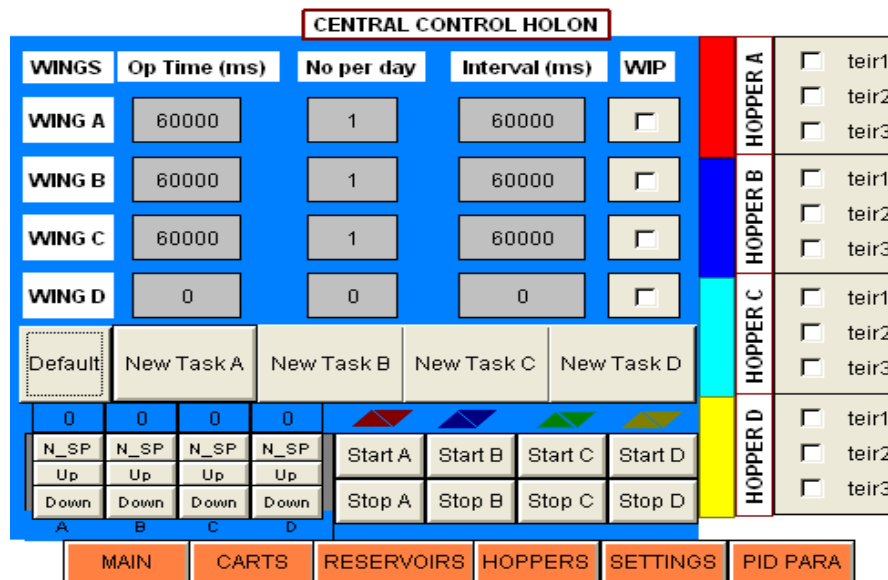 CENTRAL CONTROL HOLON
WINGS Op Time (ms) No per day Interval (ms) WIP
WING A 60000 1 60000
WING B 60000 1 60000
WING C 60000 1 60000
WING D 0 0 0
Default New Task A New Task B New Task C New Task D
0 0 0 0
N_SP N_SP N_SP N_SP
Up Up Up Up
Down Down Down Down
A B C D
Start A Start B Start C Start D
Stop A Stop B Stop C Stop D
HOPPER A
teir1
teir2
teir3
HOPPER B
teir1
teir2
teir3
HOPPER C
teir1
teir2
teir3
HOPPER D
teir1
teir2
teir3
MAIN CARTS RESERVOIRS HOPPERS SETTINGS PID PARA